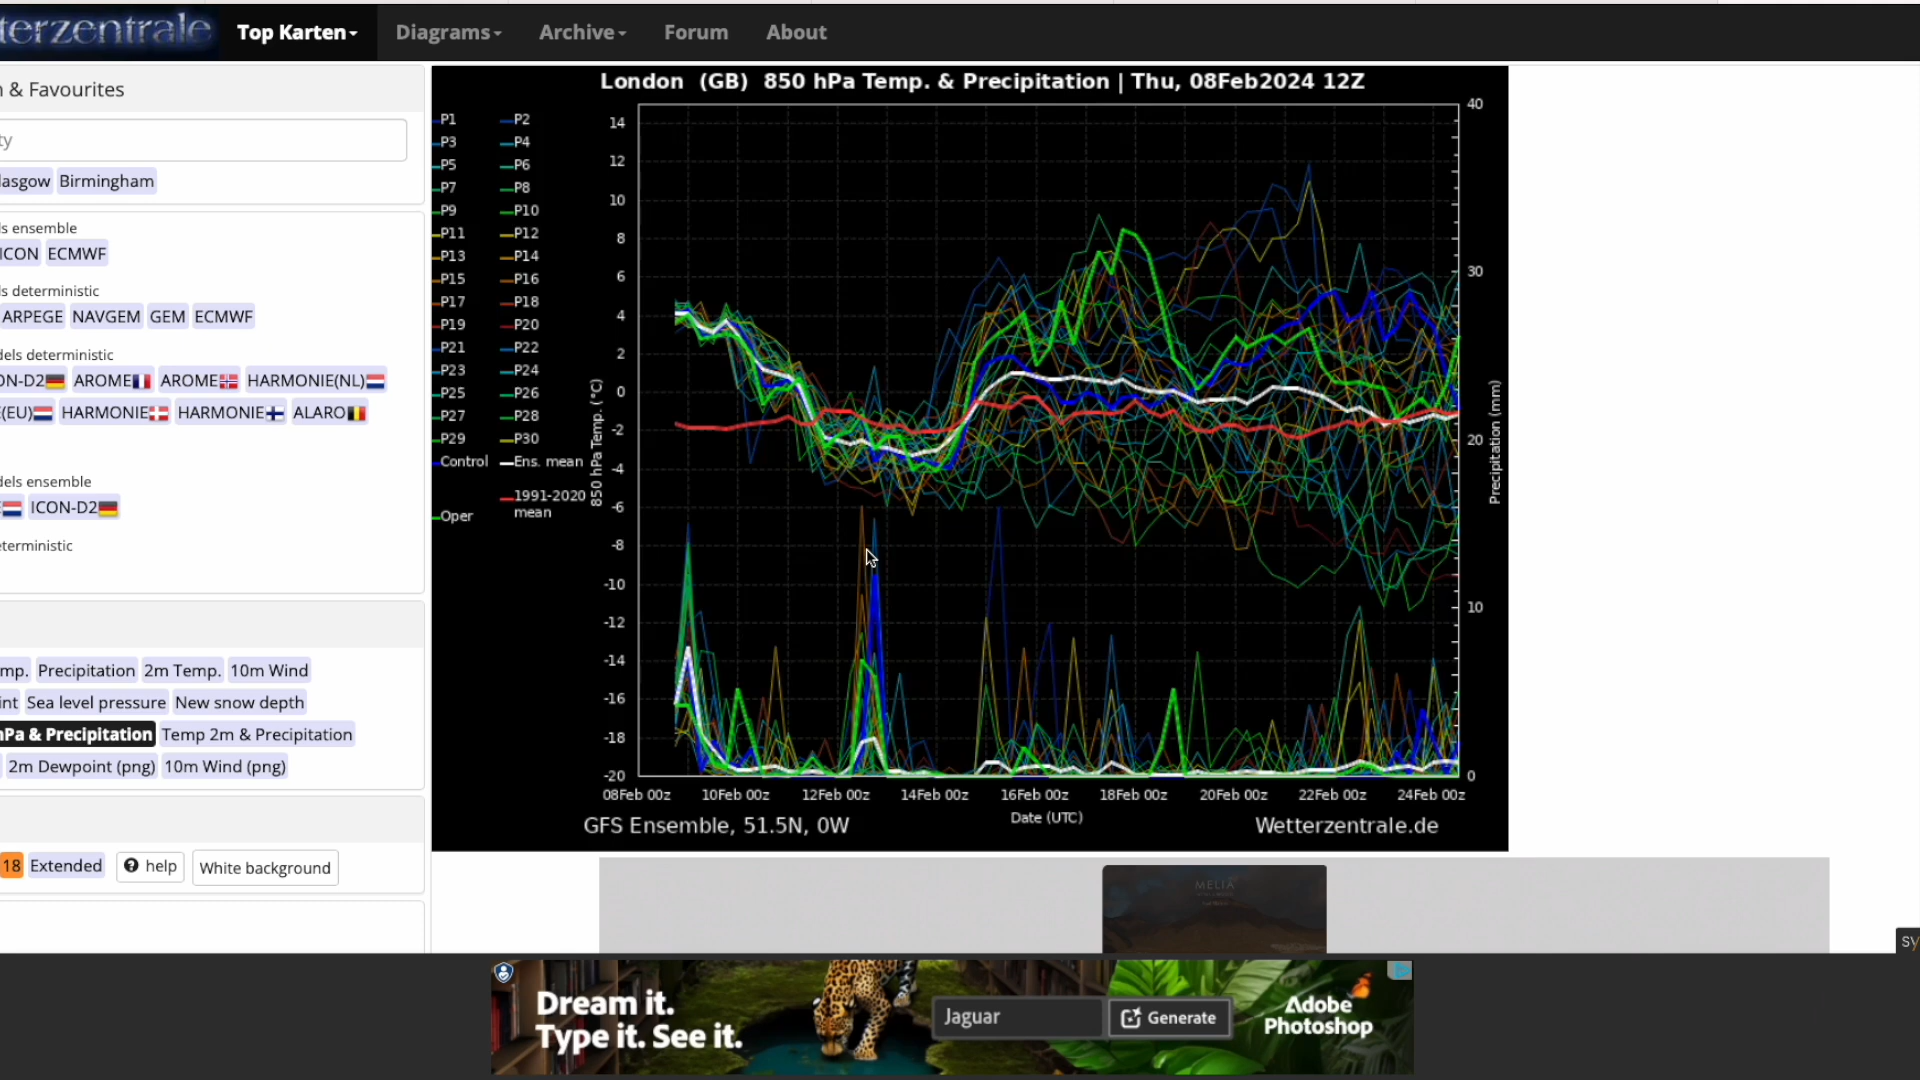 terzentrale Top Karten Diagrams Archive Forum About
n & Favourites
ty
lasgow Birmingham
ls ensemble
ICON ECMWF
ls deterministic
ARPEGE NAVGEM GEM ECMWF
dels deterministic
ON-D2 AROME AROME HARMONIE(NL)
(EU) HARMONIE HARMONIE ALARO
dels ensemble
ICON-D2
eterministic
mp. Precipitation 2m Temp. 10m Wind
int Sea level pressure New snow depth
hPa & Precipitation Temp 2m & Precipitation
2m Dewpoint (png) 10m Wind (png)
18 Extended help White background
London (GB) 850 hPa Temp. & Precipitation | Thu, 08Feb2024 12Z
P1 P2
P3 P4
P5 P6
P7 P8
P9 P10
P11 P12
P13 P14
P15 P16
P17 P18
P19 P20
P21 P22
P23 P24
P25 P26
P27 P28
P29 P30
Control Ens. mean
1991-2020
mean
Oper
850 hPa Temp. (°C)
14
12
10
8
6
4
2
0
-2
-4
-6
-8
-10
-12
-14
-16
-18
-20
40
30
20
10
0
Precipitation (mm)
08Feb 00z 10Feb 00z 12Feb 00z 14Feb 00z 16Feb 00z 18Feb 00z 20Feb 00z 22Feb 00z 24Feb 00z
Date (UTC)
GFS Ensemble, 51.5N, 0W Wetterzentrale.de
MELIÁ
sy
Dream it.
Type it. See it.
Jaguar
Generate
Adobe
Photoshop